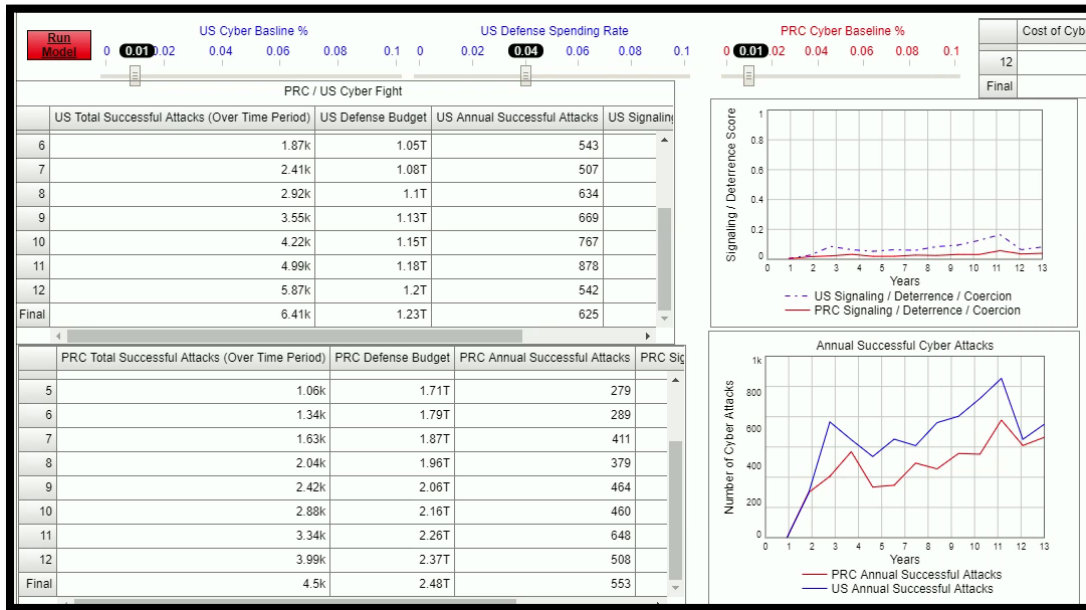 Run
Model
US Cyber Basline %
0 0.01 0.02 0.04 0.06 0.08 0.1
US Defense Spending Rate
0 0.02 0.04 0.06 0.08 0.1
PRC Cyber Baseline %
0 0.01 .02 0.04 0.06 0.08 0.1
Cost of Cyb
12
Final
PRC / US Cyber Fight
US Total Successful Attacks (Over Time Period) US Defense Budget US Annual Successful Attacks US Signaling
6 1.87k 1.05T 543
7 2.41k 1.08T 507
8 2.92k 1.1T 634
9 3.55k 1.13T 669
10 4.22k 1.15T 767
11 4.99k 1.18T 878
12 5.87k 1.2T 542
Final 6.41k 1.23T 625
PRC Total Successful Attacks (Over Time Period) PRC Defense Budget PRC Annual Successful Attacks PRC Sig
5 1.06k 1.71T 279
6 1.34k 1.79T 289
7 1.63k 1.87T 411
8 2.04k 1.96T 379
9 2.42k 2.06T 464
10 2.88k 2.16T 460
11 3.34k 2.26T 648
12 3.99k 2.37T 508
Final 4.5k 2.48T 553
Signaling / Deterrence Score
1
0.8
0.6
0.4
0.2
0
0 1 2 3 4 5 6 7 8 9 10 11 12 13
Years
US Signaling / Deterrence / Coercion
PRC Signaling / Deterrence / Coercion
Annual Successful Cyber Attacks
Number of Cyber Attacks
1k
800
600
400
200
0
0 1 2 3 4 5 6 7 8 9 10 11 12 13
Years
PRC Annual Successful Attacks
US Annual Successful Attacks